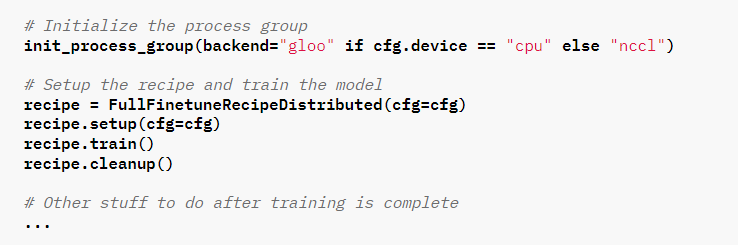 # Initialize the process group
init_process_group(backend="gloo" if cfg.device == "cpu" else "nccl")
# Setup the recipe and train the model
recipe = FullFinetuneRecipeDistributed(cfg=cfg)
recipe.setup(cfg=cfg)
recipe.train()
recipe.cleanup()
# Other stuff to do after training is complete
...